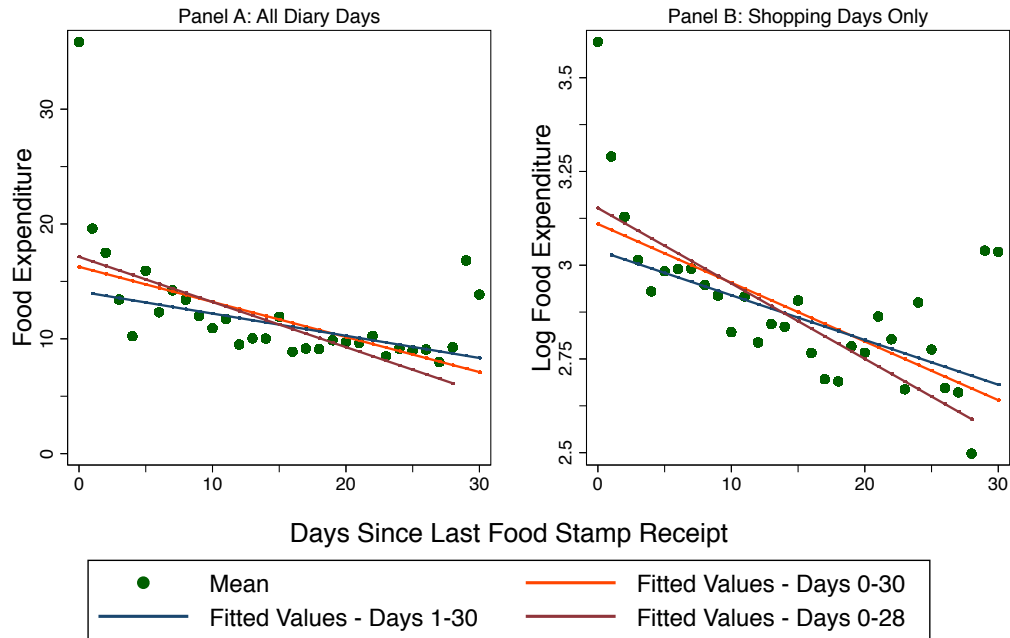 Panel A: All Diary Days
Food Expenditure
30
20
10
0
0 10 20 30
Panel B: Shopping Days Only
Log Food Expenditure
3.5
3.25
3
2.75
2.5
0 10 20 30
Days Since Last Food Stamp Receipt
Mean Fitted Values - Days 0-30
Fitted Values - Days 1-30 Fitted Values - Days 0-28